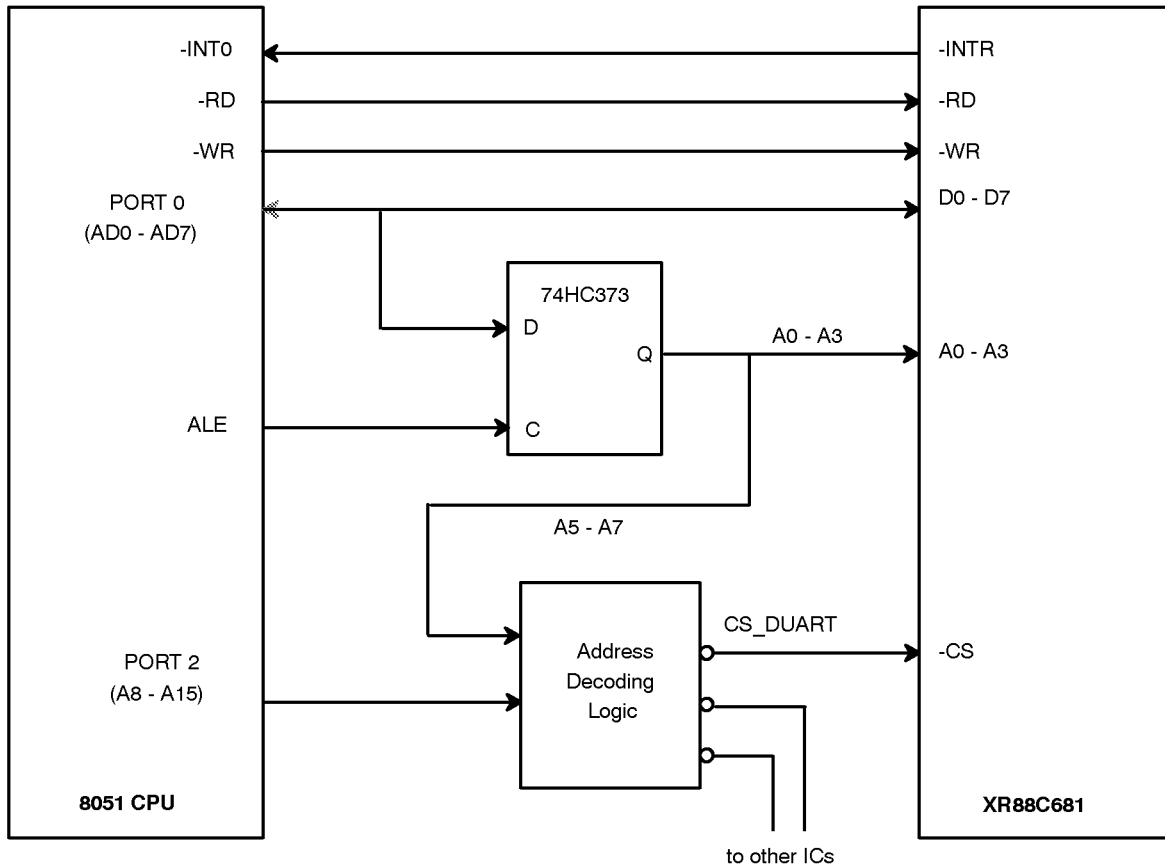 -INT0
-RD
-WR
PORT 0
(AD0 - AD7)
ALE
PORT 2
(A8 - A15)
8051 CPU
74HC373
D
Q
C
A0 - A3
A5 - A7
Address
Decoding
Logic
CS_DUART
to other ICs
-INTR
-RD
-WR
D0 - D7
A0 - A3
-CS
XR88C681